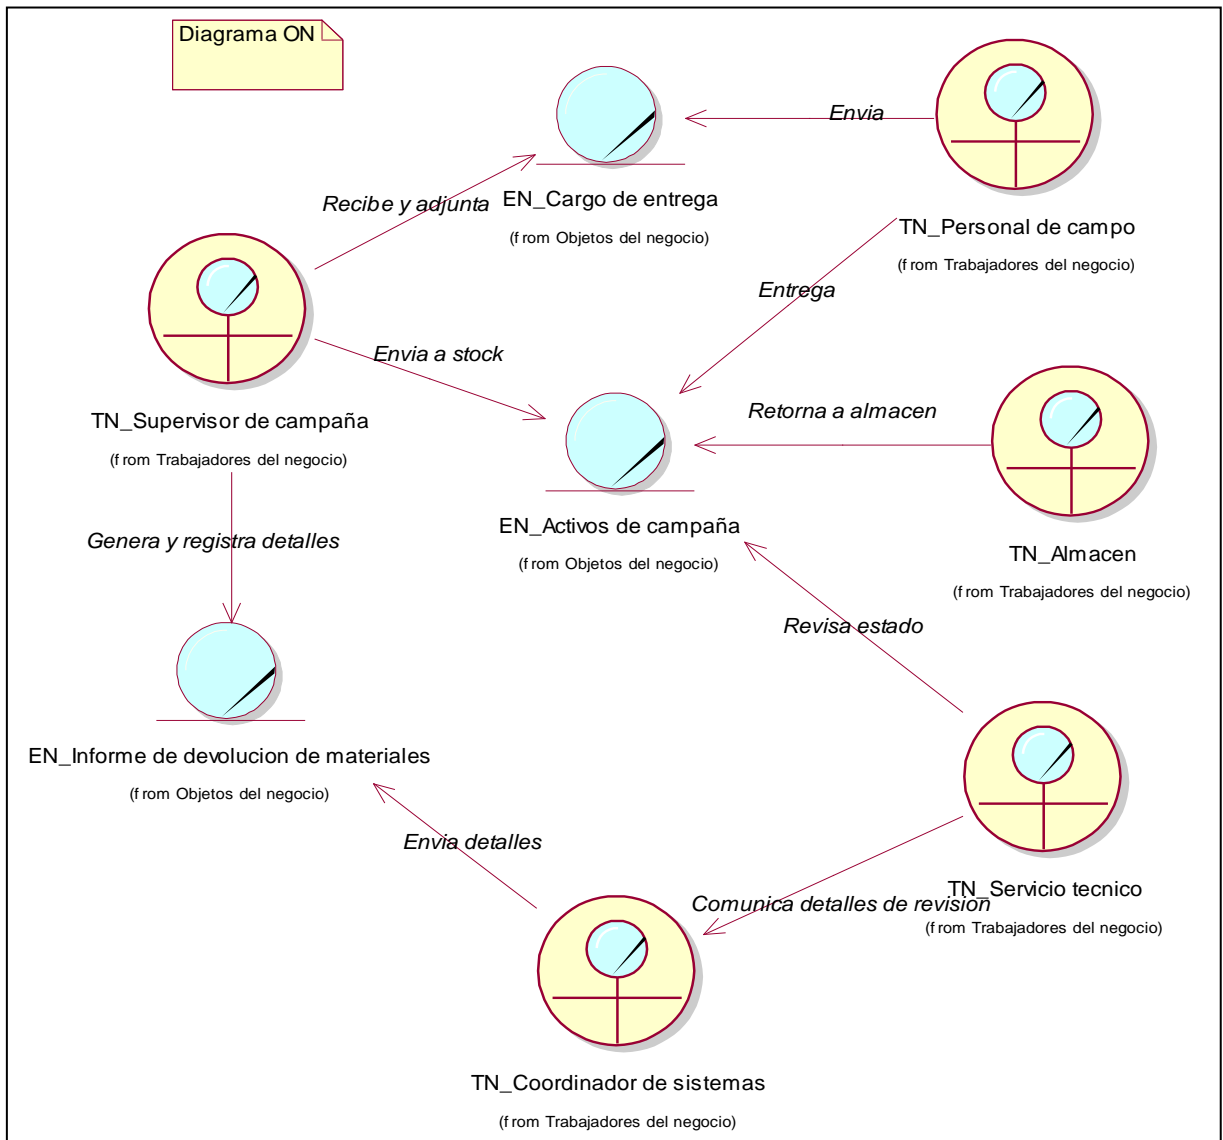 Diagrama ON
Envia
Recibe y adjunta
EN_Cargo de entrega
(from Objetos del negocio)
TN_Personal de campo
(from Trabajadores del negocio)
Entrega
Envia a stock
TN_Supervisor de campaña
(from Trabajadores del negocio)
Retorna a almacen
EN_Activos de campaña
(from Objetos del negocio)
TN_Almacen
(from Trabajadores del negocio)
Genera y registra detalles
Revisa estado
EN_Informe de devolucion de materiales
(from Objetos del negocio)
Envia detalles
TN_Servicio tecnico
(from Trabajadores del negocio)
Comunica detalles de revisión
TN_Coordinador de sistemas
(from Trabajadores del negocio)